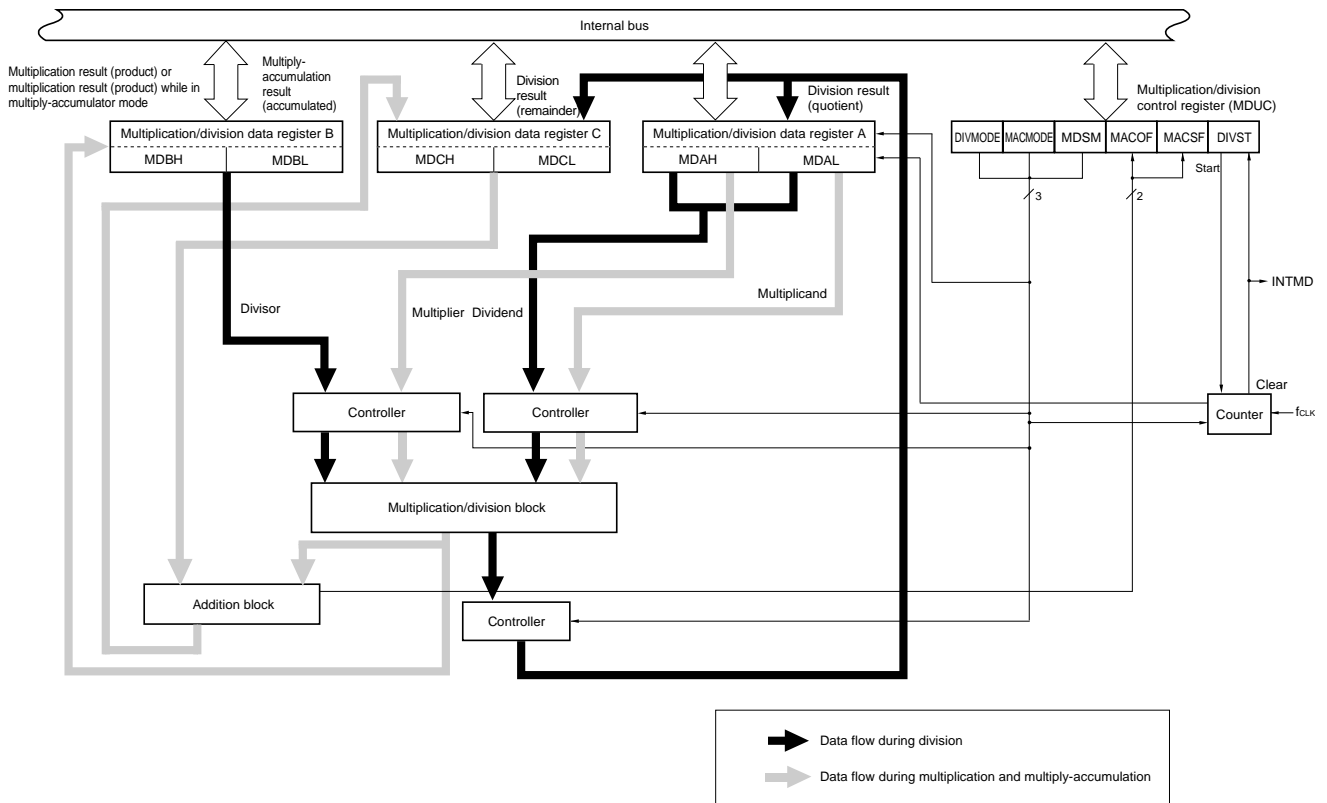 Internal bus
Multiplication result (product) or
multiplication result (product) while in
multiply-accumulator mode
Multiply-
accumulation
result
(accumulated)
Division
result
(remainder)
Division result
(quotient)
Multiplication/division
control register (MDUC)
Multiplication/division data register B
MDBH
MDBL
Multiplication/division data register C
MDCH
MDCL
Multiplication/division data register A
MDAH
MDAL
DIVMODE
MACMODE
MDSM
MACOF
MACSF
DIVST
Start
3
2
INTMD
Divisor
Multiplier
Dividend
Multiplicand
Clear
Controller
Controller
Counter
fCLK
Multiplication/division block
Addition block
Controller
Data flow during division
Data flow during multiplication and multiply-accumulation